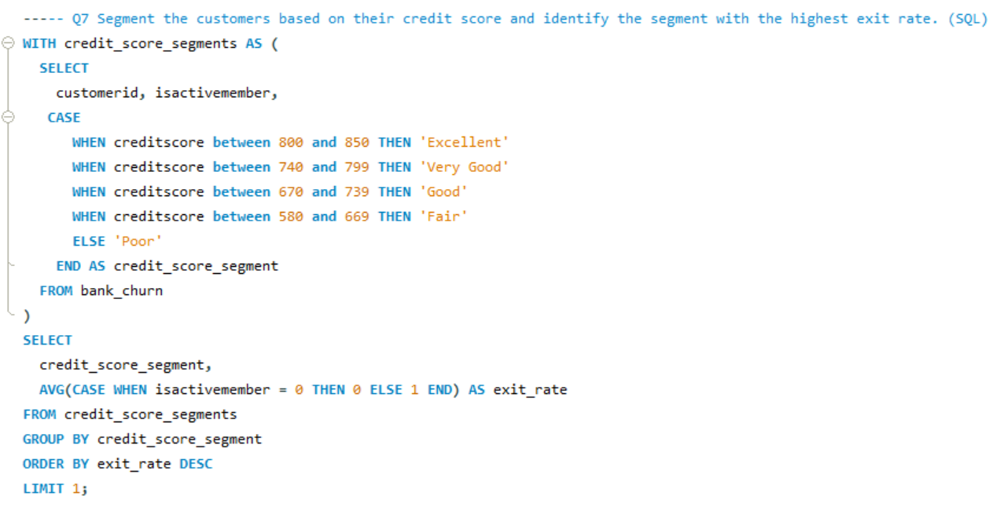 ----- Q7 Segment the customers based on their credit score and identify the segment with the highest exit rate. (SQL)
WITH credit_score_segments AS (
SELECT
customerid, isactivemember,
CASE
WHEN creditscore between 800 and 850 THEN 'Excellent'
WHEN creditscore between 740 and 799 THEN 'Very Good'
WHEN creditscore between 670 and 739 THEN 'Good'
WHEN creditscore between 580 and 669 THEN 'Fair'
ELSE 'Poor'
END AS credit_score_segment
FROM bank_churn
)
SELECT
credit_score_segment,
AVG(CASE WHEN isactivemember = 0 THEN 0 ELSE 1 END) AS exit_rate
FROM credit_score_segments
GROUP BY credit_score_segment
ORDER BY exit_rate DESC
LIMIT 1;